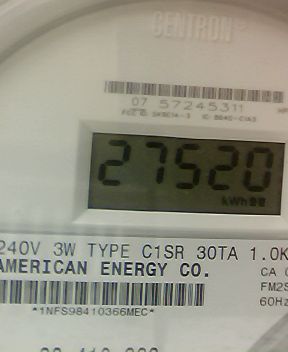 CENTRON
07 57245311
27520
kWh
240V 3W TYPE C1SR 30TA 1.0K
AMERICAN ENERGY CO.
CA
FM2S
60Hz
*1NFS98410366MEC*